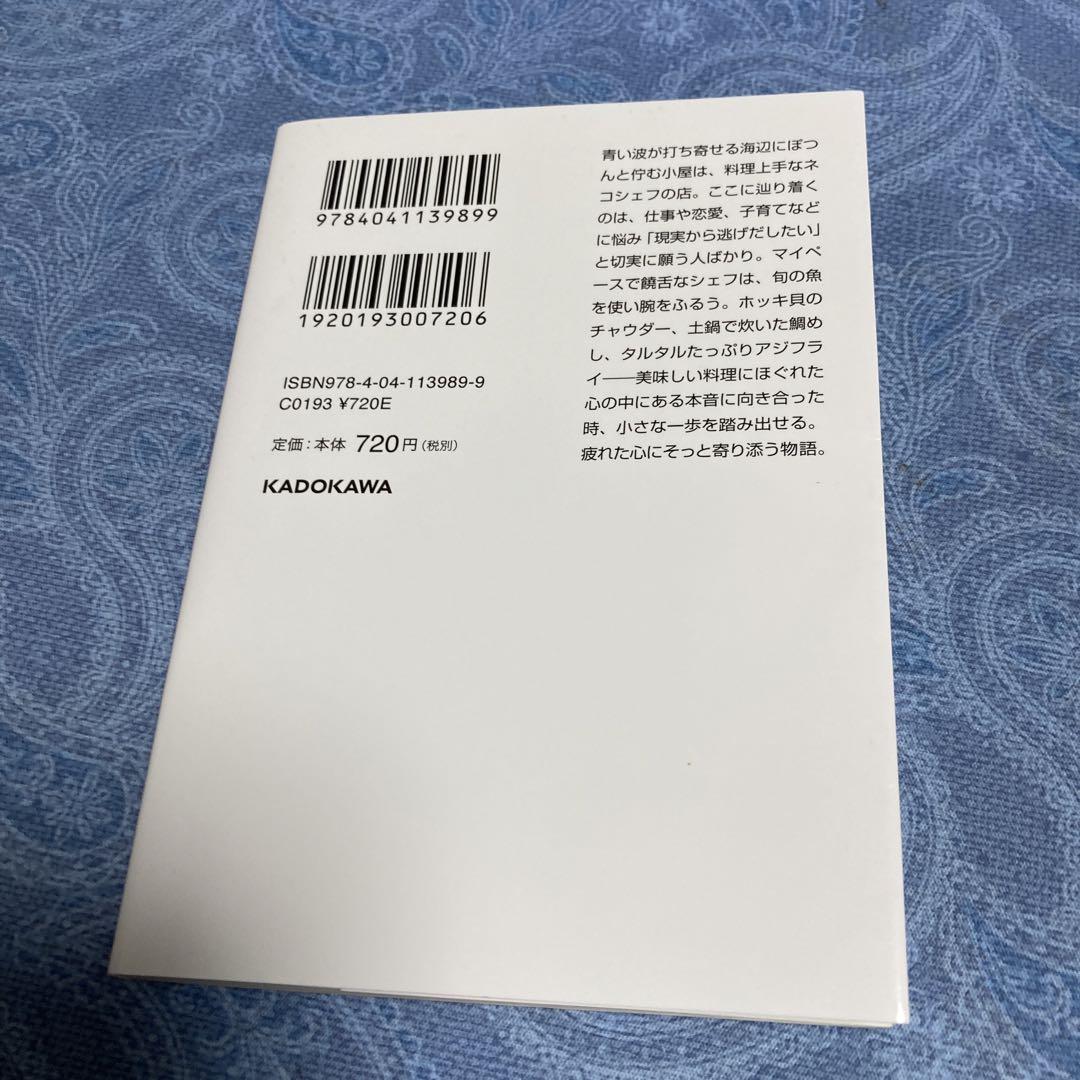 9784041139899
1920193007206
ISBN978-4-04-113989-9
C0193 ¥720E
定価:本体 720円(税別)
KADOKAWA
青い波が打ち寄せる海辺にぽつ
んと佇む小屋は、料理上手なネ
コシェフの店。ここに辿り着く
のは、仕事や恋愛、子育てなど
に悩み「現実から逃げだしたい」
と切実に願う人ばかり。マイペ
ースで饒舌なシェフは、旬の魚
を使い腕をふるう。ホッキ貝の
チャウダー、土鍋で炊いた鯛め
し、タルタルたっぷりアジフラ
イ――美味しい料理にほぐれた
心の中にある本音に向き合った
時、小さな一歩を踏み出せる。
疲れた心にそっと寄り添う物語。